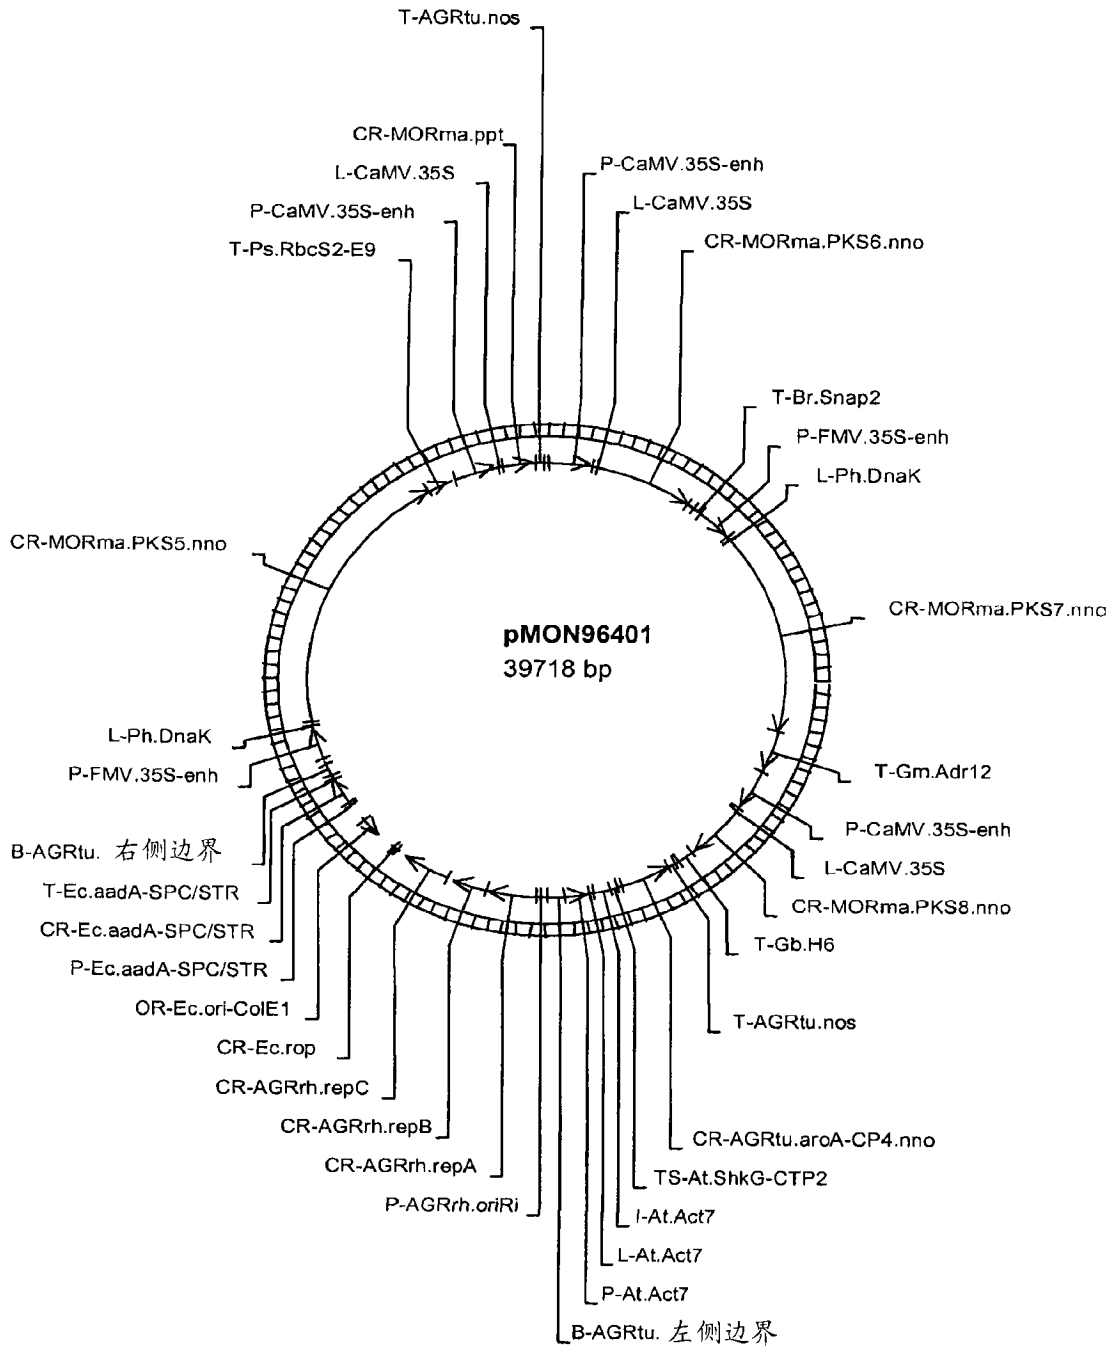 T-AGRtu.nos
CR-MORma.ppt
P-CaMV.35S-enh
L-CaMV.35S
L-CaMV.35S
P-CaMV.35S-enh
CR-MORma.PKS6.nno
T-Ps.RbcS2-E9
T-Br.Snap2
P-FMV.35S-enh
L-Ph.DnaK
CR-MORma.PKS5.nno
CR-MORma.PKS7.nno
pMON96401
39718 bp
L-Ph.DnaK
P-FMV.35S-enh
T-Gm.Adr12
P-CaMV.35S-enh
B-AGRtu. 右侧边界
L-CaMV.35S
T-Ec.aadA-SPC/STR
CR-MORma.PKS8.nno
CR-Ec.aadA-SPC/STR
T-Gb.H6
P-Ec.aadA-SPC/STR
OR-Ec.ori-ColE1
T-AGRtu.nos
CR-Ec.rop
CR-AGRrh.repC
CR-AGRrh.repB
CR-AGRtu.aroA-CP4.nno
CR-AGRrh.repA
TS-At.ShkG-CTP2
P-AGRrh.oriRi
I-At.Act7
L-At.Act7
P-At.Act7
B-AGRtu. 左侧边界